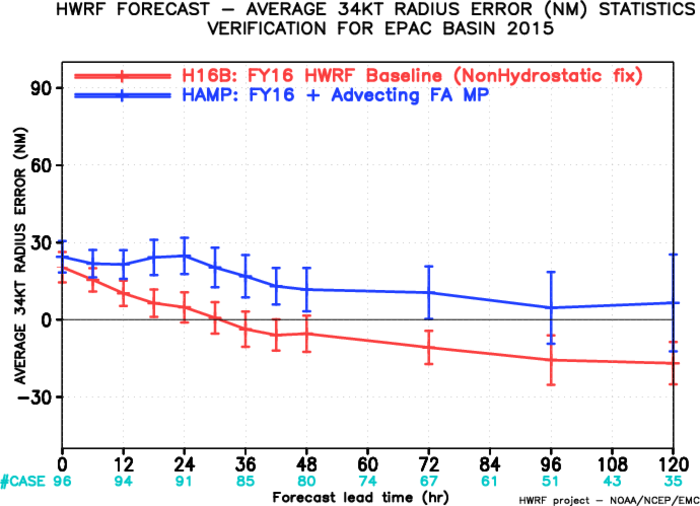 HWRF FORECAST – AVERAGE 34KT RADIUS ERROR (NM) STATISTICS
VERIFICATION FOR EPAC BASIN 2015
H16B: FY16 HWRF Baseline (NonHydrostatic fix)
HAMP: FY16 + Advecting FA MP
AVERAGE 34KT RADIUS ERROR (NM)
90
60
30
0
−30
0 12 24 36 48 60 72 84 96 108 120
#CASE 96 94 91 85 80 74 67 61 51 43 35
Forecast lead time (hr)
HWRF project – NOAA/NCEP/EMC